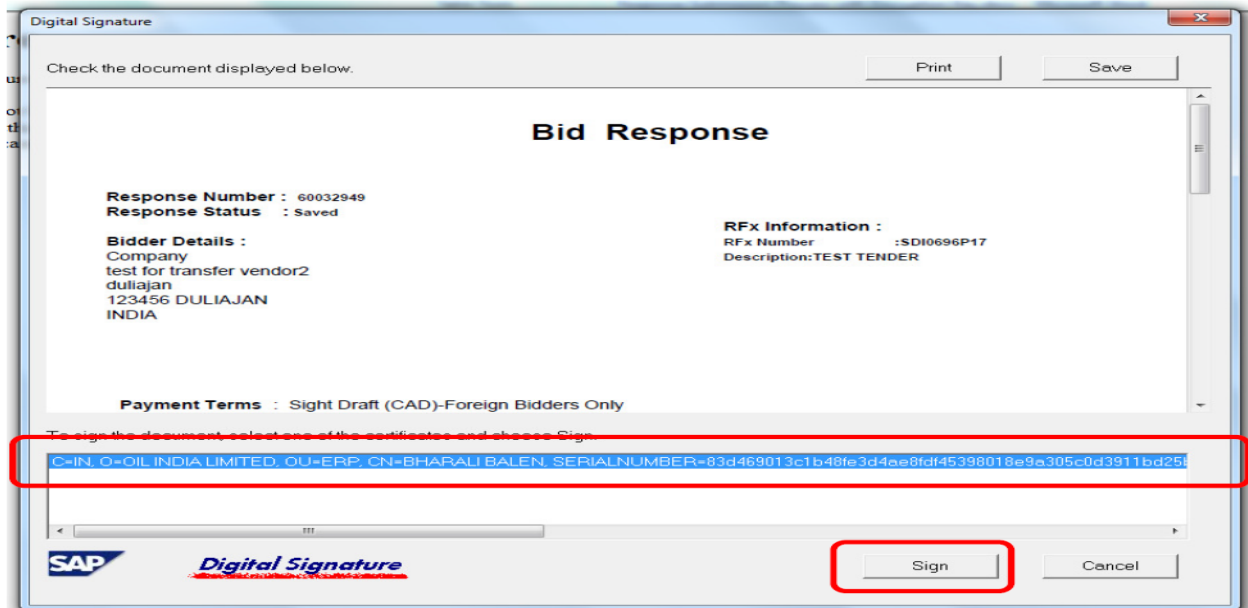 Digital Signature
Check the document displayed below.
Print
Save
Bid Response
Response Number : 60032949
Response Status : Saved
RFx Information :
RFx Number :SDI0696P17
Description:TEST TENDER
Bidder Details :
Company
test for transfer vendor2
duliajan
123456 DULIAJAN
INDIA
Payment Terms : Sight Draft (CAD)-Foreign Bidders Only
To sign the document, select one of the certificates and choose Sign.
C=IN, O=OIL INDIA LIMITED, OU=ERP, CN=BHARALI BALEN, SERIALNUMBER=83d469013c1b48fe3d4ae8fdf45398018e9a305c0d3911bd25
SAP
Digital Signature
Sign
Cancel